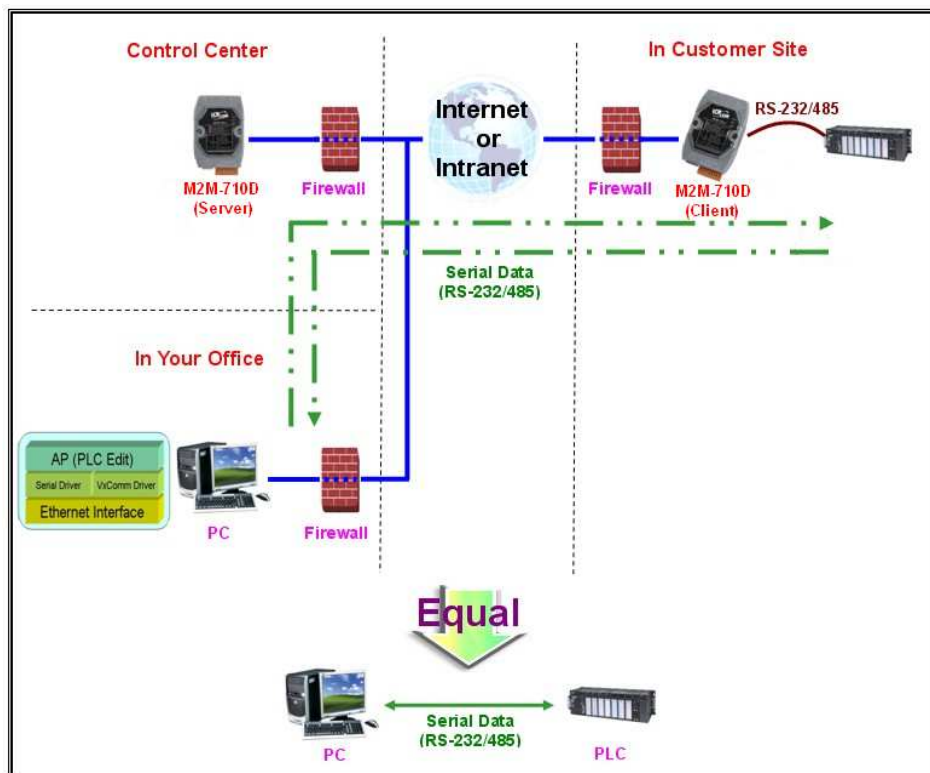 Control Center
In Customer Site
Internet
or
Intranet
RS-232/485
M2M-710D
(Server)
Firewall
Firewall
M2M-710D
(Client)
Serial Data
(RS-232/485)
In Your Office
AP (PLC Edit)
Serial Driver
VxComm Driver
Ethernet Interface
PC
Firewall
Equal
Serial Data
(RS-232/485)
PC
PLC